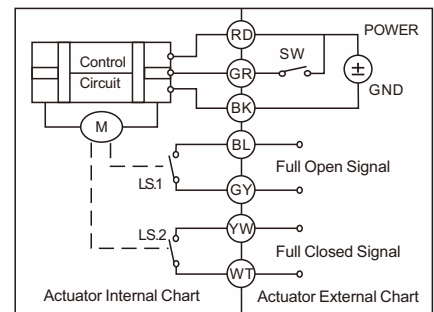 RD
POWER
SW
Control
Circuit
GR
±
GND
BK
M
BL
Full Open Signal
LS.1
GY
LS.2
YW
Full Closed Signal
WT
Actuator Internal Chart
Actuator External Chart